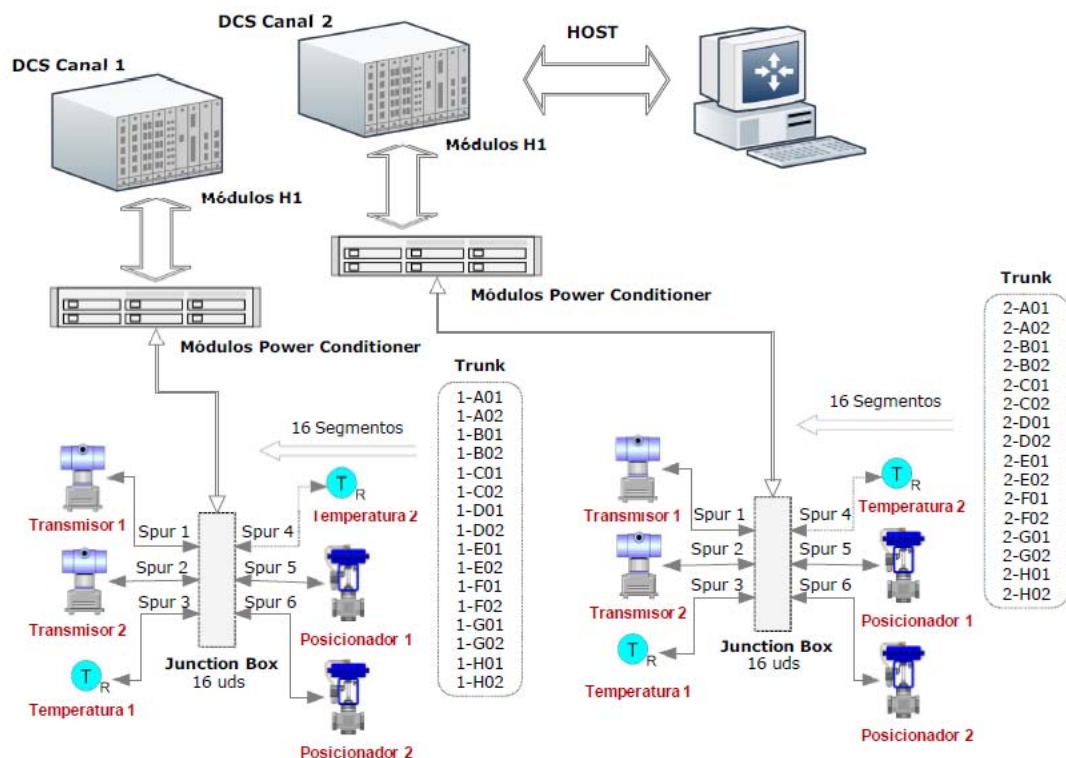 DCS Canal 2
HOST
DCS Canal 1
Módulos H1
Módulos H1
Módulos Power Conditioner
Módulos Power Conditioner
Trunk
1-A01
1-A02
1-B01
1-B02
1-C01
1-C02
1-D01
1-D02
1-E01
1-E02
1-F01
1-F02
1-G01
1-G02
1-H01
1-H02
16 Segmentos
Transmisor 1
Spur 1
Spur 4
T
R
Temperatura 2
Spur 2
Spur 5
Transmisor 2
Spur 3
Spur 6
Posicionador 1
T
R
Temperatura 1
Junction Box
16 uds
Posicionador 2
Trunk
2-A01
2-A02
2-B01
2-B02
2-C01
2-C02
2-D01
2-D02
2-E01
2-E02
2-F01
2-F02
2-G01
2-G02
2-H01
2-H02
16 Segmentos
Transmisor 1
Spur 1
Spur 4
T
R
Temperatura 2
Spur 2
Spur 5
Transmisor 2
Spur 3
Spur 6
Posicionador 1
T
R
Temperatura 1
Junction Box
16 uds
Posicionador 2